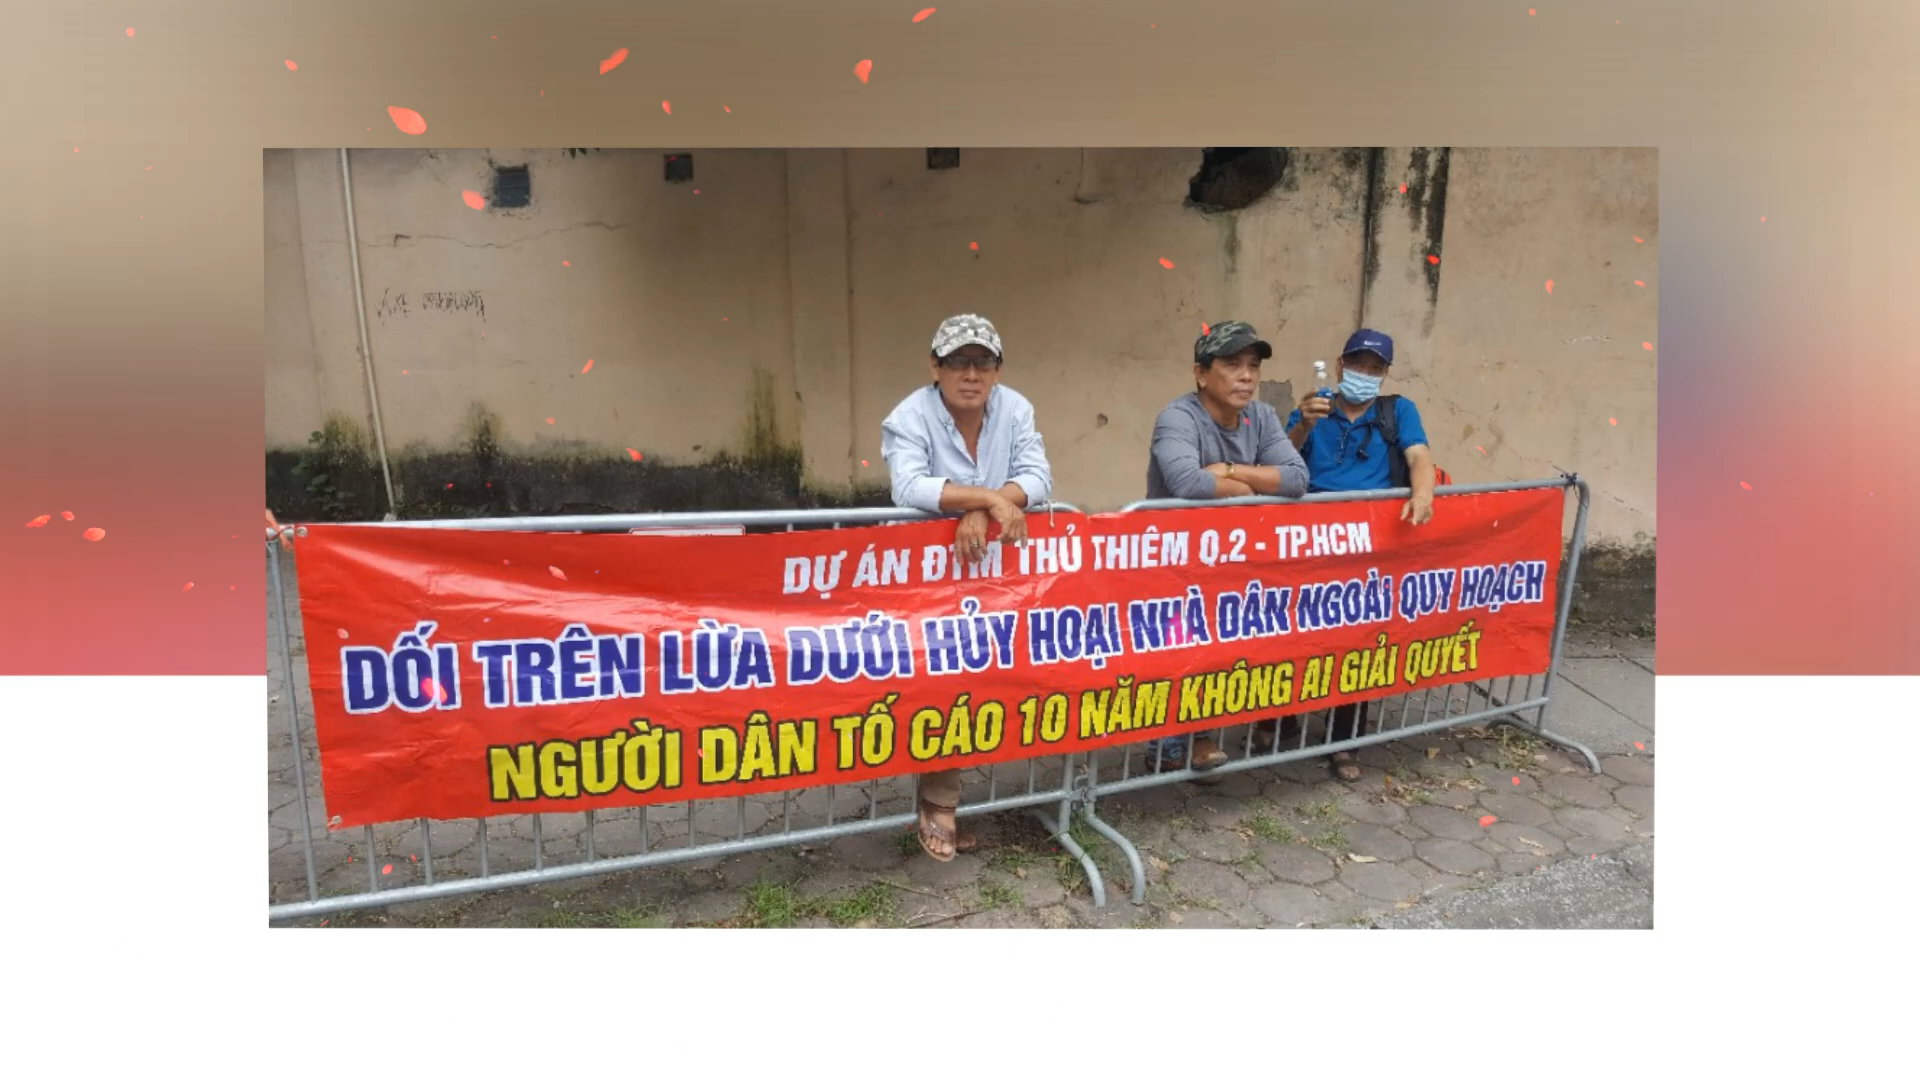 DỰ ÁN ĐTM THỦ THIÊM Q.2 - TP.HCM
DỐI TRÊN LỪA DƯỚI HỦY HOẠI NHÀ DÂN NGOÀI QUY HOẠCH
NGƯỜI DÂN TỐ CÁO 10 NĂM KHÔNG AI GIẢI QUYẾT